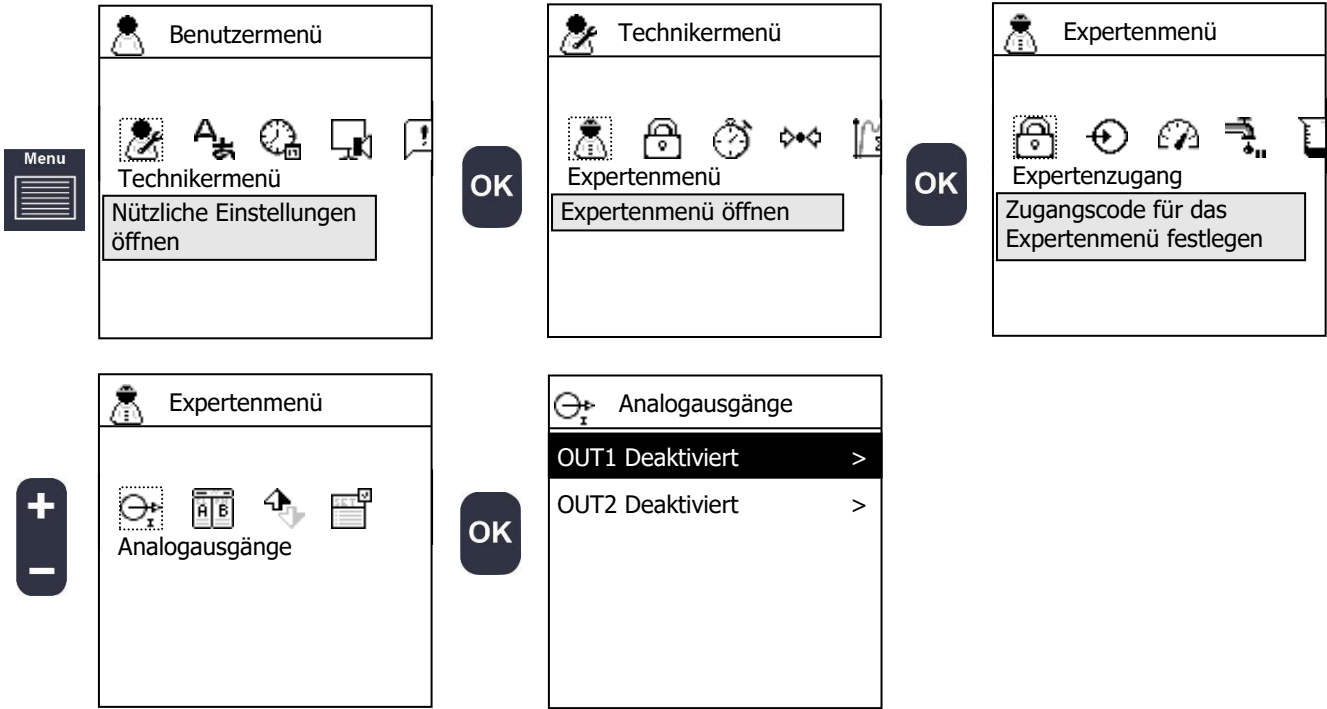 Menu
Benutzermenü
Technikermenü
Nützliche Einstellungen
öffnen
OK
Technikermenü
Expertenmenü
Expertenmenü öffnen
OK
Expertenmenü
Expertenzugang
Zugangscode für das
Expertenmenü festlegen
+
–
Expertenmenü
Analogausgänge
OK
Analogausgänge
OUT1 Deaktiviert >
OUT2 Deaktiviert >